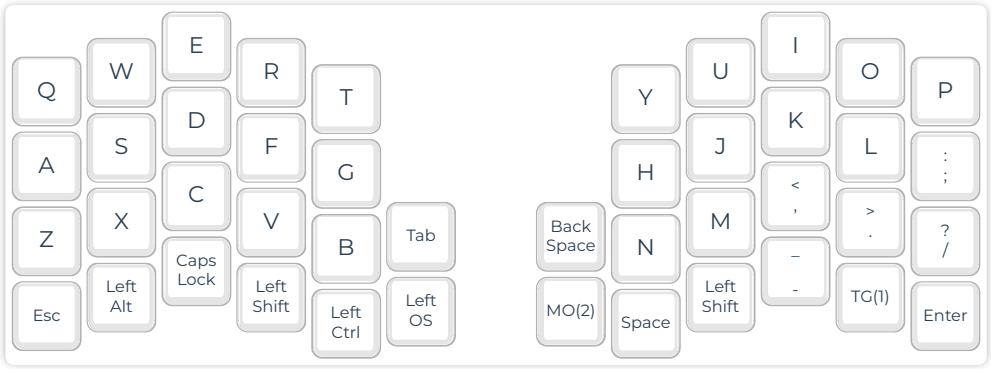 Q W E R T Y U I O P
A S D F G H J K L :
;
Z X C V B Tab Back
Space N M <
, >
. ?
/
Esc Left
Alt Caps
Lock Left
Shift Left
Ctrl Left
OS MO(2) Space Left
Shift _
- TG(1) Enter